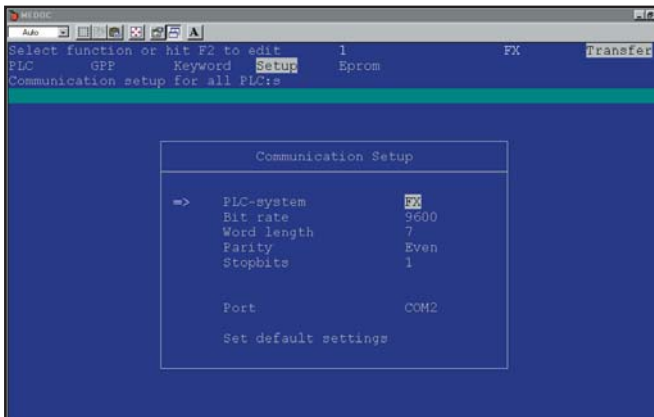 MEDOC
Auto A
Select function or hit F2 to edit 1 FX Transfer
PLC GPP Keyword Setup Eprom
Communication setup for all PLC:s
Communication Setup
=> PLC-system FX
Bit rate 9600
Word length 7
Parity Even
Stopbits 1
Port COM2
Set default settings